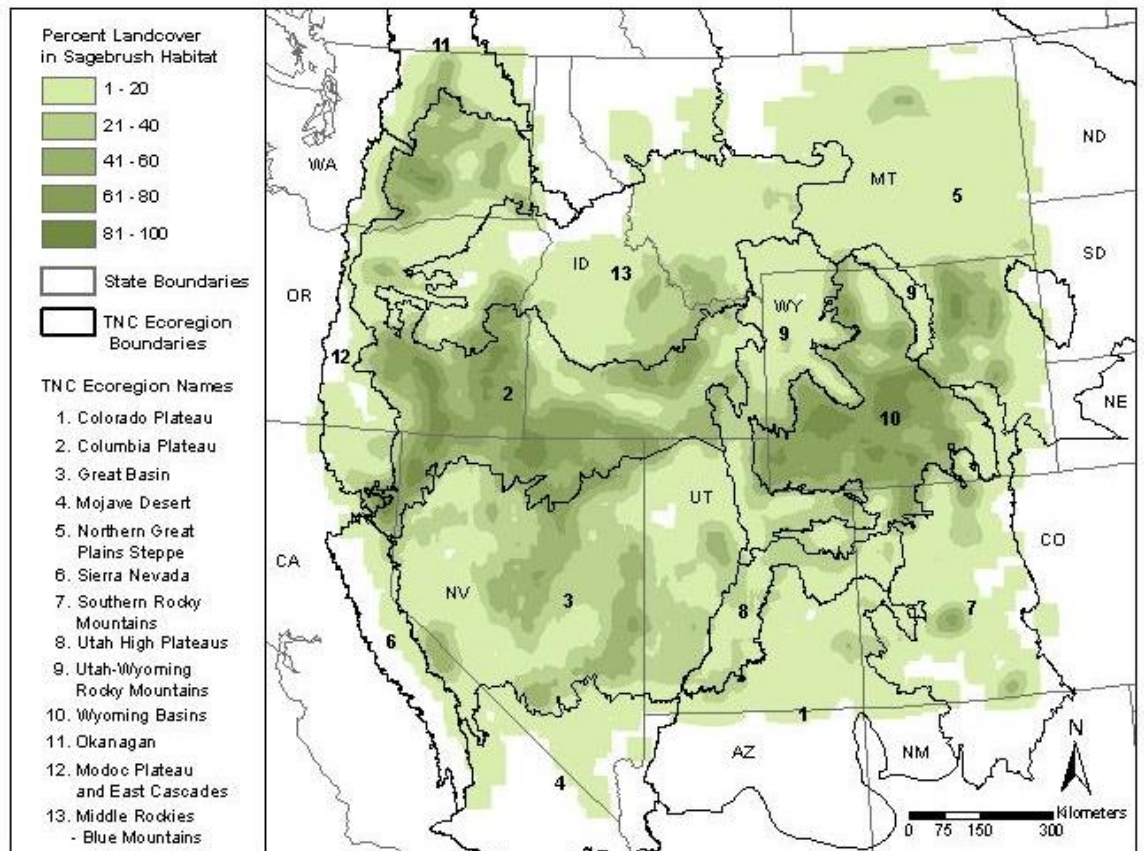 Percent Landcover
in Sagebrush Habitat
1 - 20
21 - 40
41 - 60
61 - 80
81 - 100
State Boundaries
TNC Ecoregion
Boundaries
TNC Ecoregion Names
1. Colorado Plateau
2. Columbia Plateau
3. Great Basin
4. Mojave Desert
5. Northern Great
Plains Steppe
6. Sierra Nevada
7. Southern Rocky
Mountains
8. Utah High Plateaus
9. Utah-Wyoming
Rocky Mountains
10. Wyoming Basins
11. Okanagan
12. Modoc Plateau
and East Cascades
13. Middle Rockies
- Blue Mountains
11
WA
ND
MT
5
SD
ID
13
OR
9
WY
9
12
2
NE
10
UT
CA
CO
NV
3
8
7
6
1
N
AZ
NM
4
Kilometers
0 75 150 300